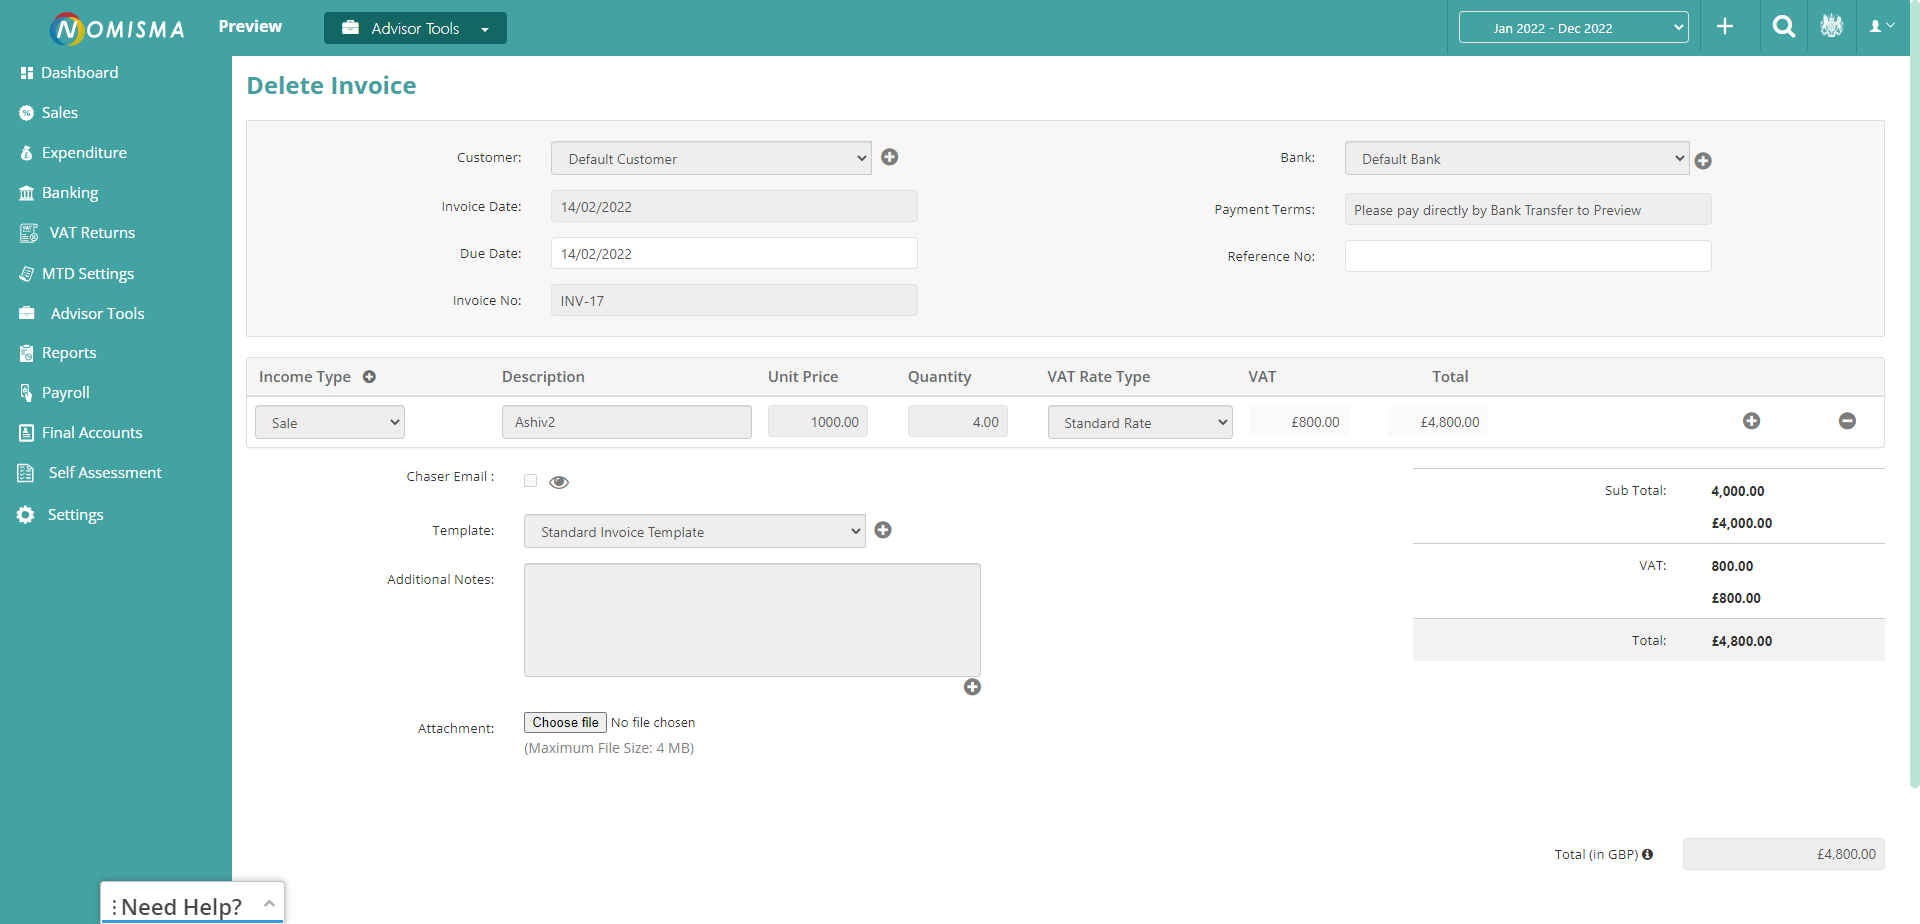 NOMISMA Preview Advisor Tools Jan 2022 - Dec 2022
Dashboard
Sales
Expenditure
Banking
VAT Returns
MTD Settings
Advisor Tools
Reports
Payroll
Final Accounts
Self Assessment
Settings
Delete Invoice
Customer: Default Customer
Invoice Date: 14/02/2022
Due Date: 14/02/2022
Invoice No: INV-17
Bank: Default Bank
Payment Terms: Please pay directly by Bank Transfer to Preview
Reference No:
Income Type Description Unit Price Quantity VAT Rate Type VAT Total
Sale Ashiv2 1000.00 4.00 Standard Rate £800.00 £4,800.00
Chaser Email :
Template: Standard Invoice Template
Additional Notes:
Attachment: Choose file No file chosen
(Maximum File Size: 4 MB)
Sub Total: 4,000.00
£4,000.00
VAT: 800.00
£800.00
Total: £4,800.00
Total (in GBP) £4,800.00
Need Help?